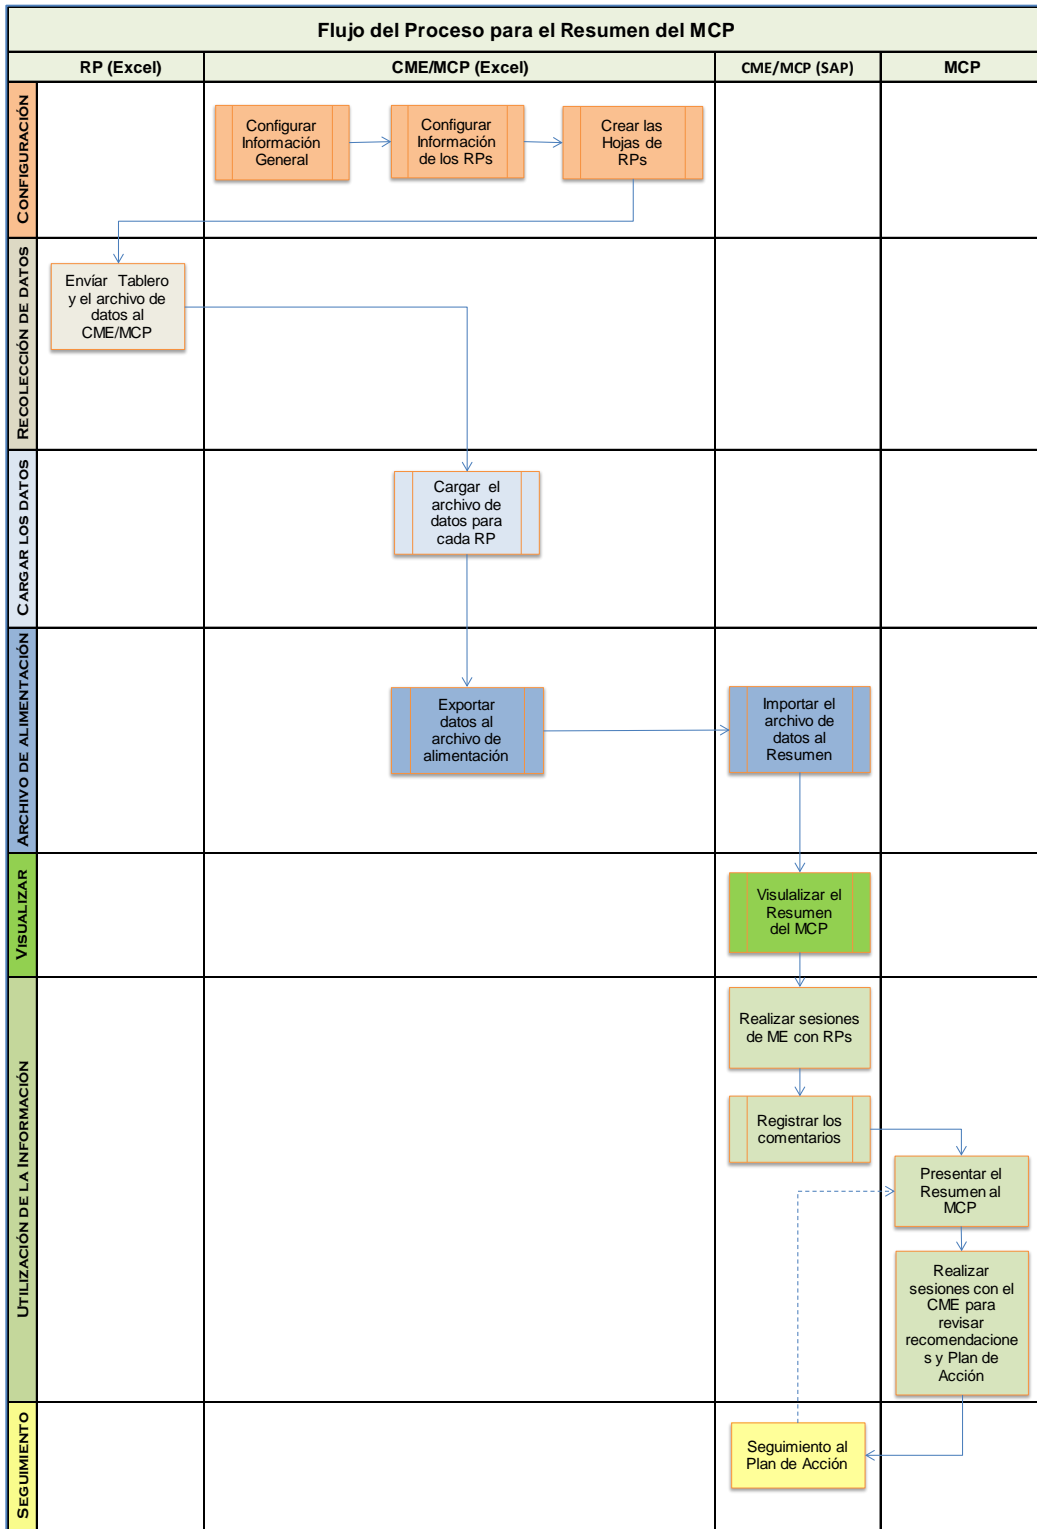 Flujo del Proceso para el Resumen del MCP
RP (Excel)
CME/MCP (Excel)
CME/MCP (SAP)
MCP
CONFIGURACIÓN
Configurar
Información
General
Configurar
Información
de los RPs
Crear las
Hojas de
RPs
RECOLECCIÓN DE DATOS
Envíar Tablero
y el archivo de
datos al
CME/MCP
CARGAR LOS DATOS
Cargar el
archivo de
datos para
cada RP
ARCHIVO DE ALIMENTACIÓN
Exportar
datos al
archivo de
alimentación
Importar el
archivo de
datos al
Resumen
VISUALIZAR
Visulalizar el
Resumen
del MCP
UTILIZACIÓN DE LA INFORMACIÓN
Realizar sesiones
de ME con RPs
Registrar los
comentarios
Presentar el
Resumen al
MCP
Realizar
sesiones con el
CME para
revisar
recomendacione
s y Plan de
Acción
SEGUIMIENTO
Seguimiento al
Plan de Acción